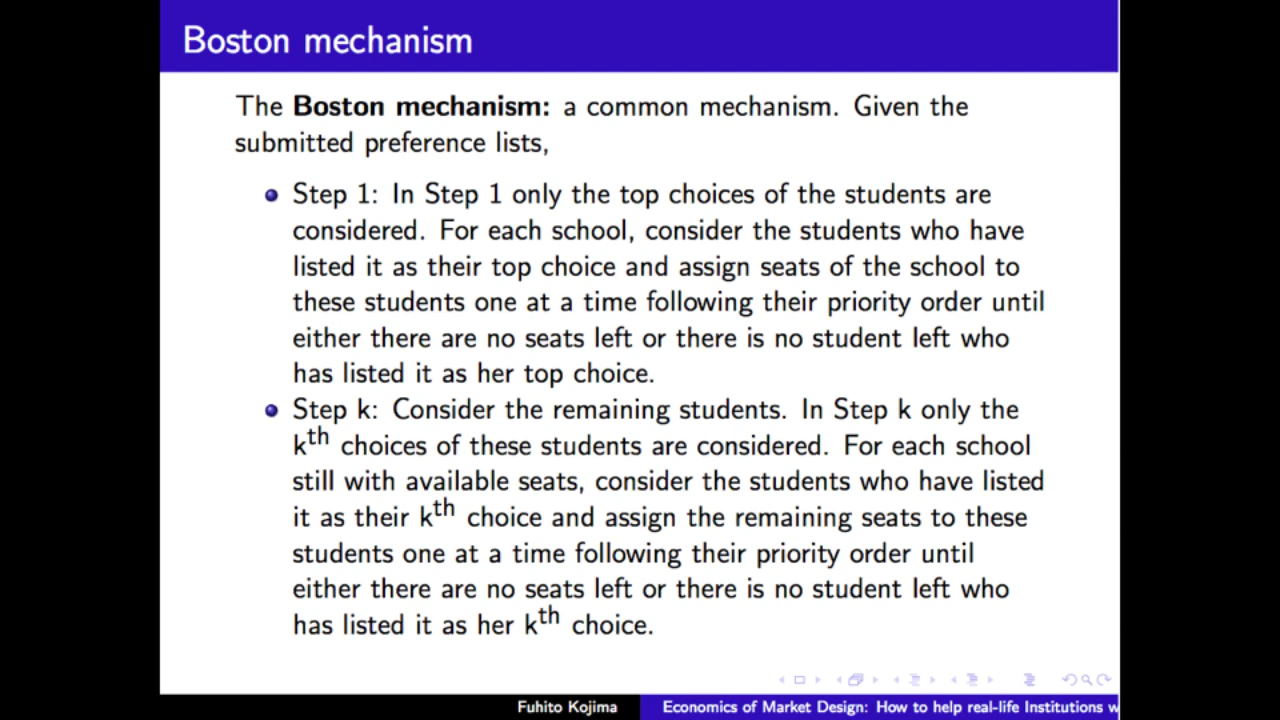 Boston mechanism
The Boston mechanism: a common mechanism. Given the
submitted preference lists,
Step 1: In Step 1 only the top choices of the students are
considered. For each school, consider the students who have
listed it as their top choice and assign seats of the school to
these students one at a time following their priority order until
either there are no seats left or there is no student left who
has listed it as her top choice.
Step k: Consider the remaining students. In Step k only the
kth choices of these students are considered. For each school
still with available seats, consider the students who have listed
it as their kth choice and assign the remaining seats to these
students one at a time following their priority order until
either there are no seats left or there is no student left who
has listed it as her kth choice.
Fuhito Kojima Economics of Market Design: How to help real-life Institutions w